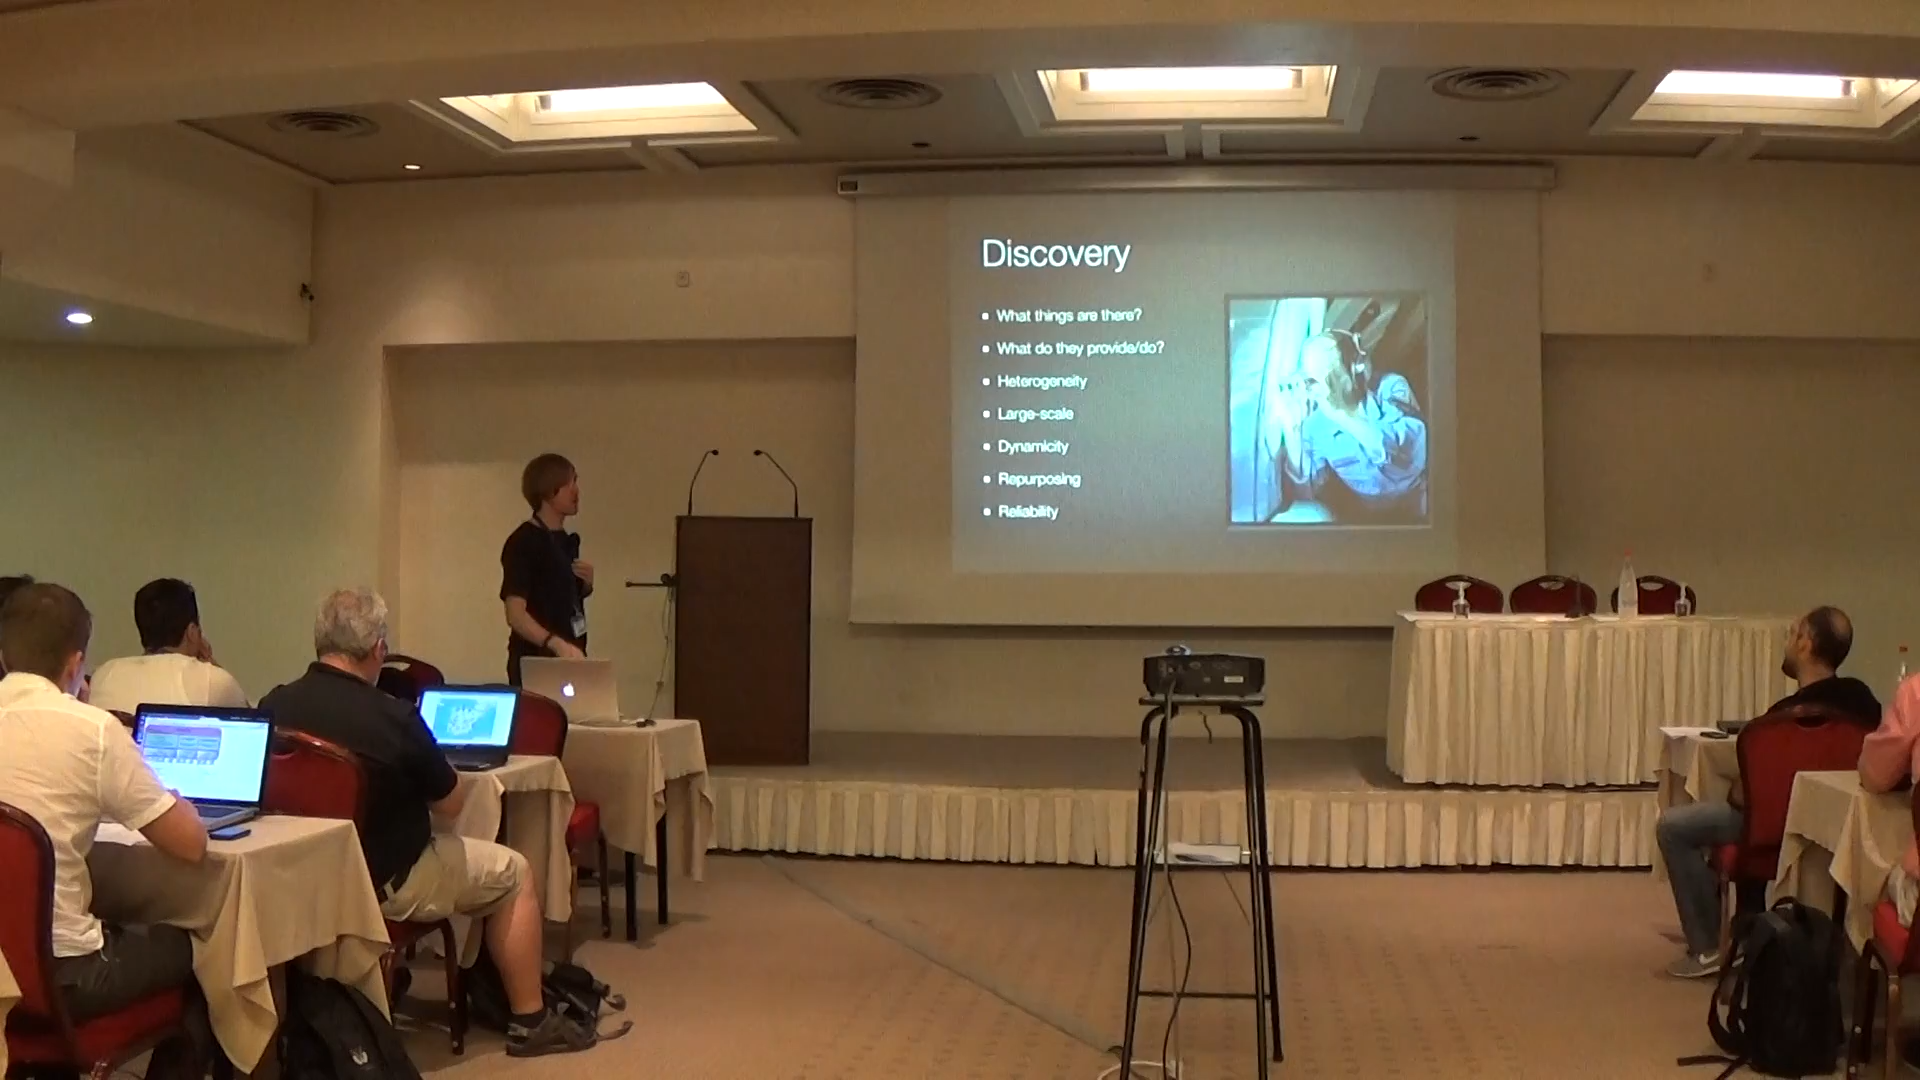 Discovery
What things are there?
What do they provide/do?
Heterogeneity
Large-scale
Dynamicity
Repurposing
Reliability